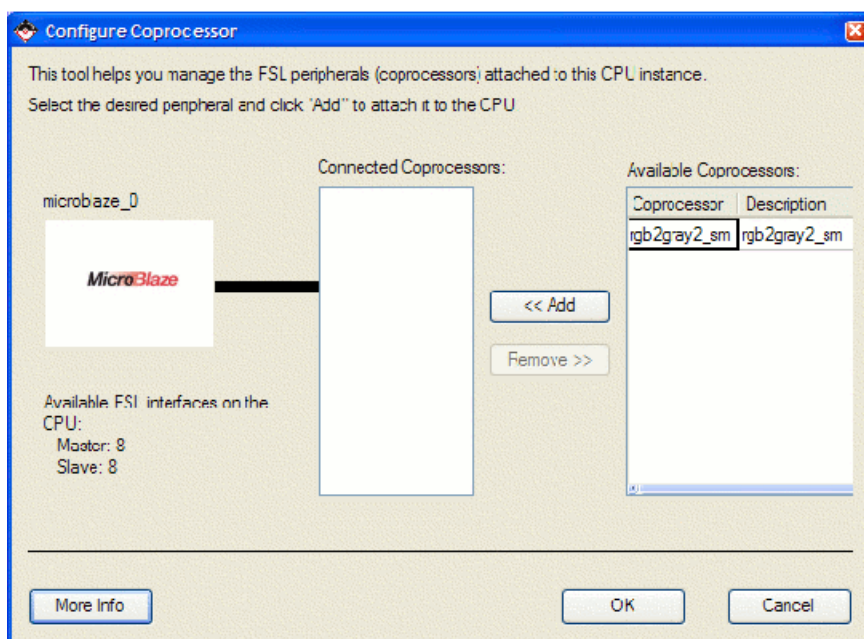 Configure Coprocessor
This tool helps you manage the FSL peripherals (coprocessors) attached to this CPU instance.
Select the desired peripheral and click "Add" to attach it to the CPU
microblaze_0
MicroBlaze
Available FSL interfaces on the
CPU:
Master: 8
Slave: 8
Connected Coprocessors:
<< Add
Remove >>
Available Coprocessors:
Coprocessor Description
rgb2gray2_sm rgb2gray2_sm
More Info
OK
Cancel